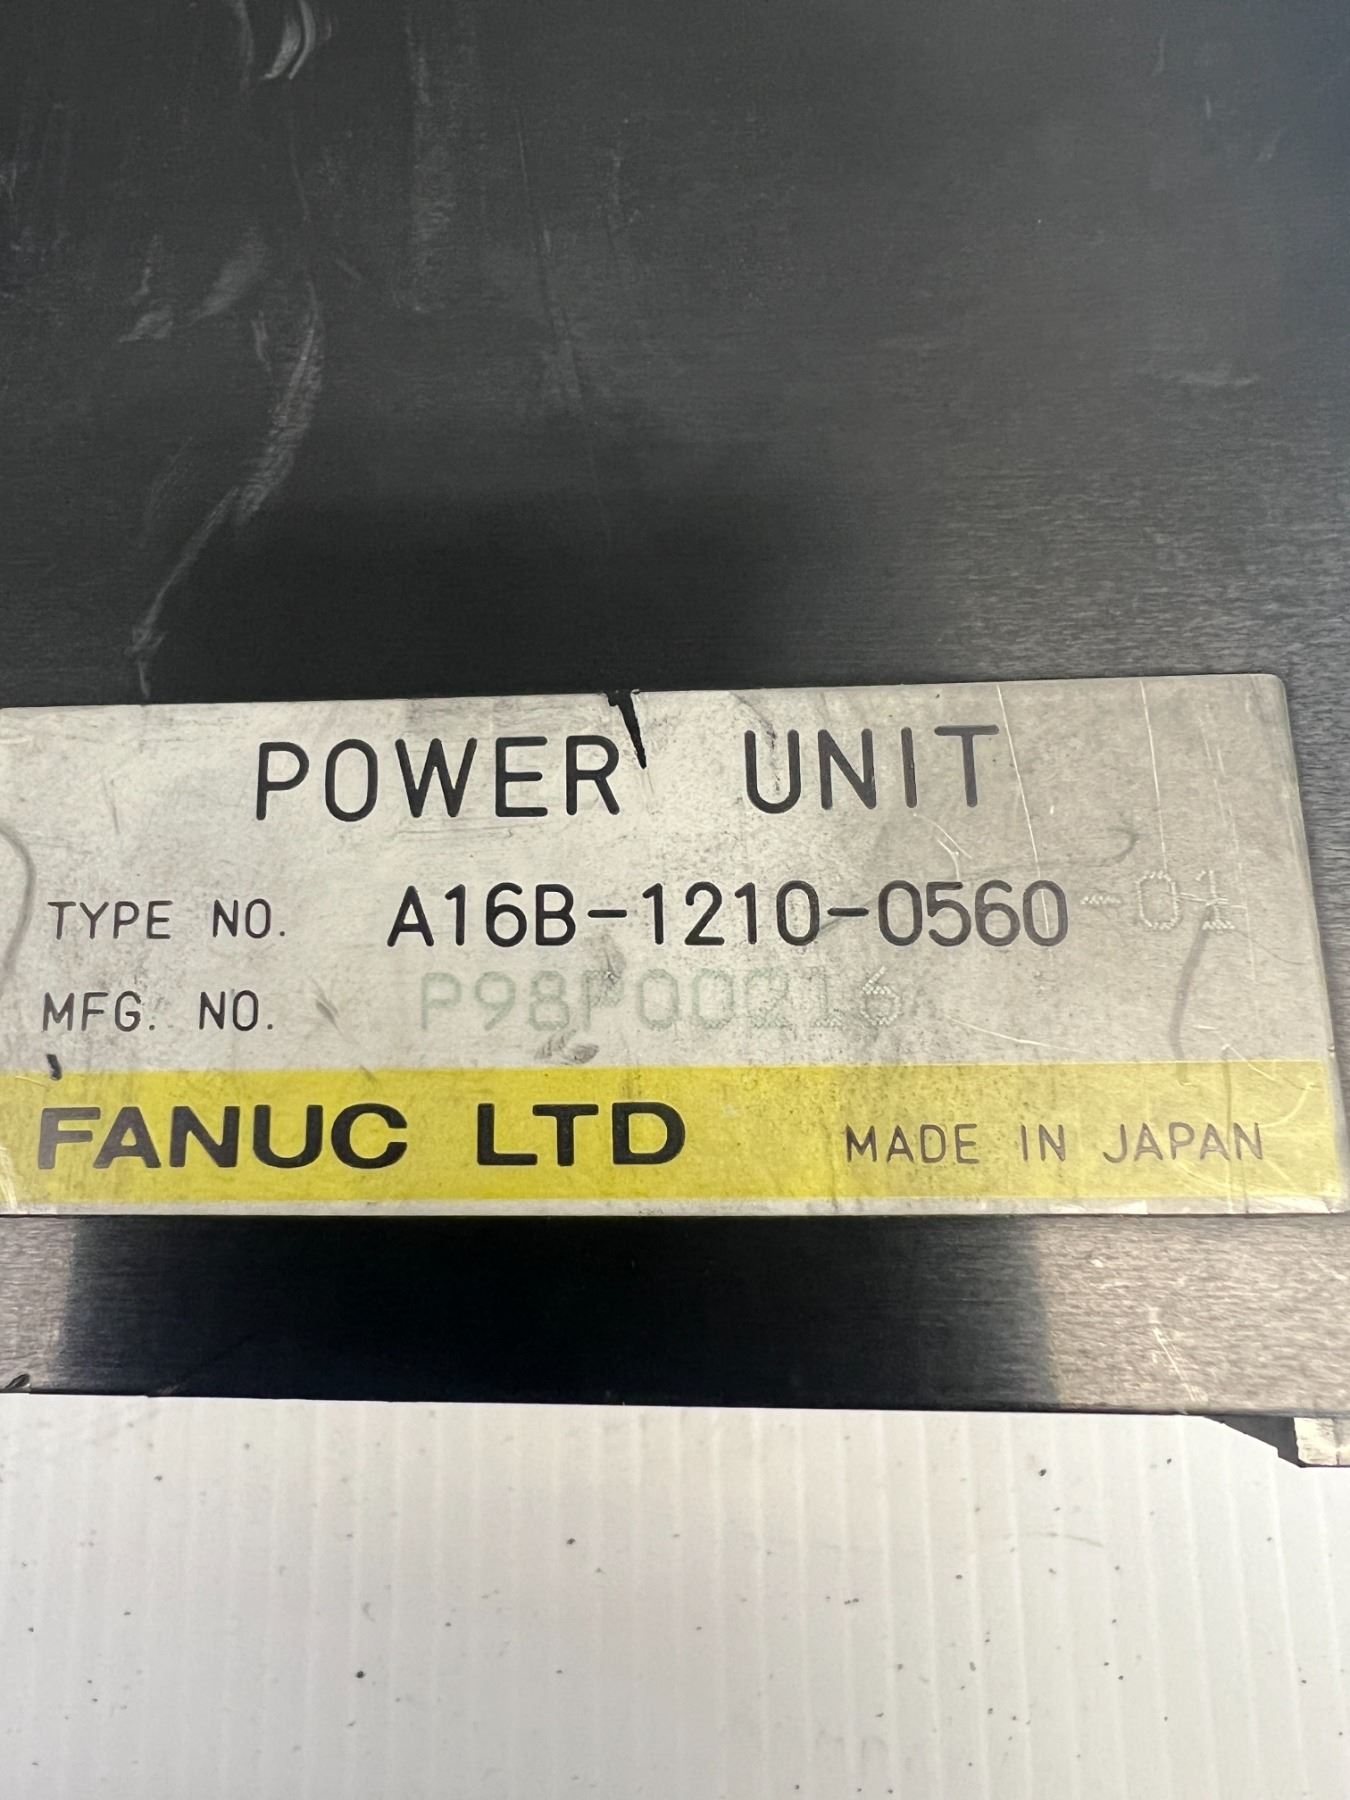 POWER UNIT
TYPE NO. A16B-1210-0560-01
MFG. NO. P98P00216
FANUC LTD MADE IN JAPAN